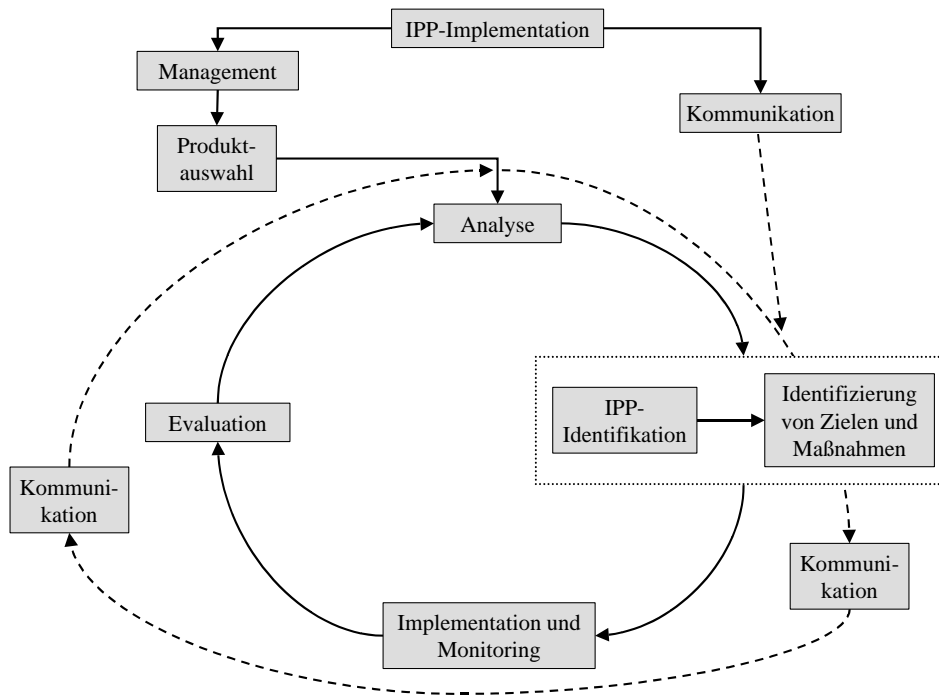 IPP-Implementation
Management
Kommunikation
Produkt-
auswahl
Analyse
IPP-
Identifikation
Identifizierung
von Zielen und
Maßnahmen
Evaluation
Kommuni-
kation
Kommuni-
kation
Implementation und
Monitoring